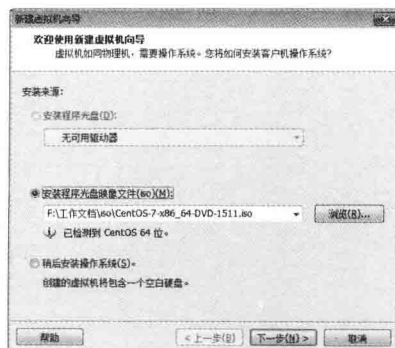 新建虚拟机向导
欢迎使用新建虚拟机向导
虚拟机如同物理机，需要操作系统。您将如何安装客户机操作系统?
安装来源:
安装程序光盘(D):
无可用驱动器
安装程序光盘映像文件(iso)(M):
F:\工作文档\iso\CentOS-7-x86_64-DVD-1511.iso
浏览(R)...
已检测到 CentOS 64 位。
稍后安装操作系统(S)。
创建的虚拟机将包含一个空白硬盘。
帮助
< 上一步(B)
下一步(N) >
取消